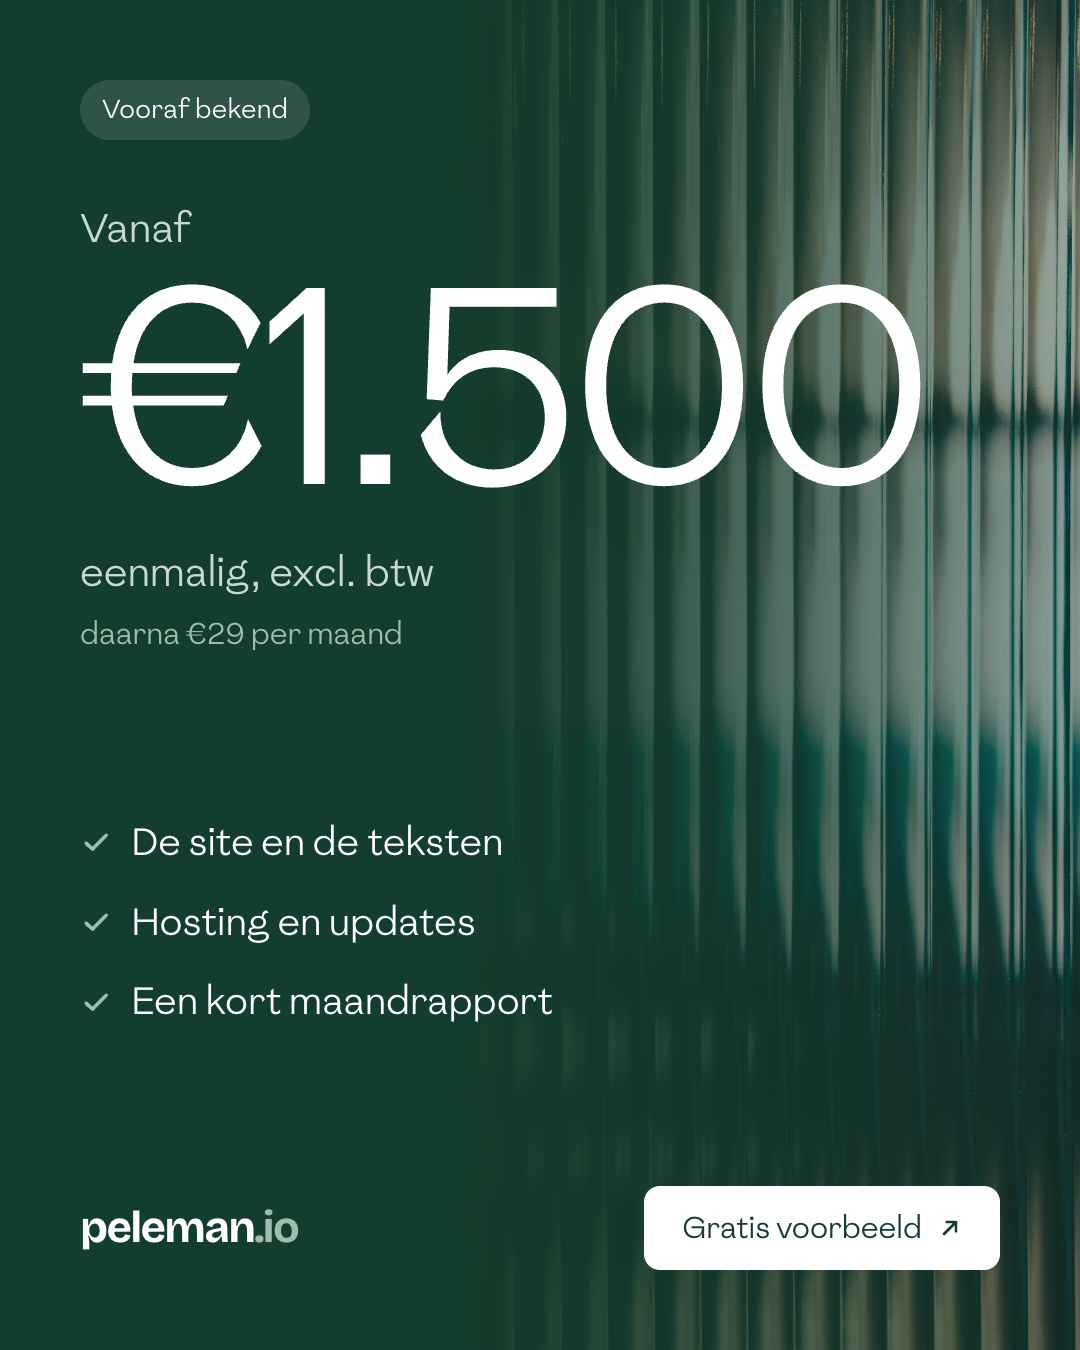 Vooraf bekend
Vanaf
€1.500
eenmalig, excl. btw
daarna €29 per maand
De site en de teksten
Hosting en updates
Een kort maandrapport
peleman.io
Gratis voorbeeld